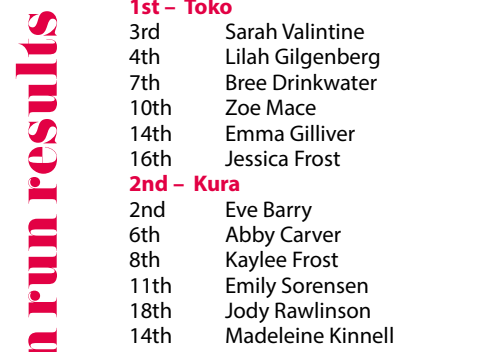 n run results
1st – Toko
3rd Sarah Valintine
4th Lilah Gilgenberg
7th Bree Drinkwater
10th Zoe Mace
14th Emma Gilliver
16th Jessica Frost
2nd – Kura
2nd Eve Barry
6th Abby Carver
8th Kaylee Frost
11th Emily Sorensen
18th Jody Rawlinson
14th Madeleine Kinnell